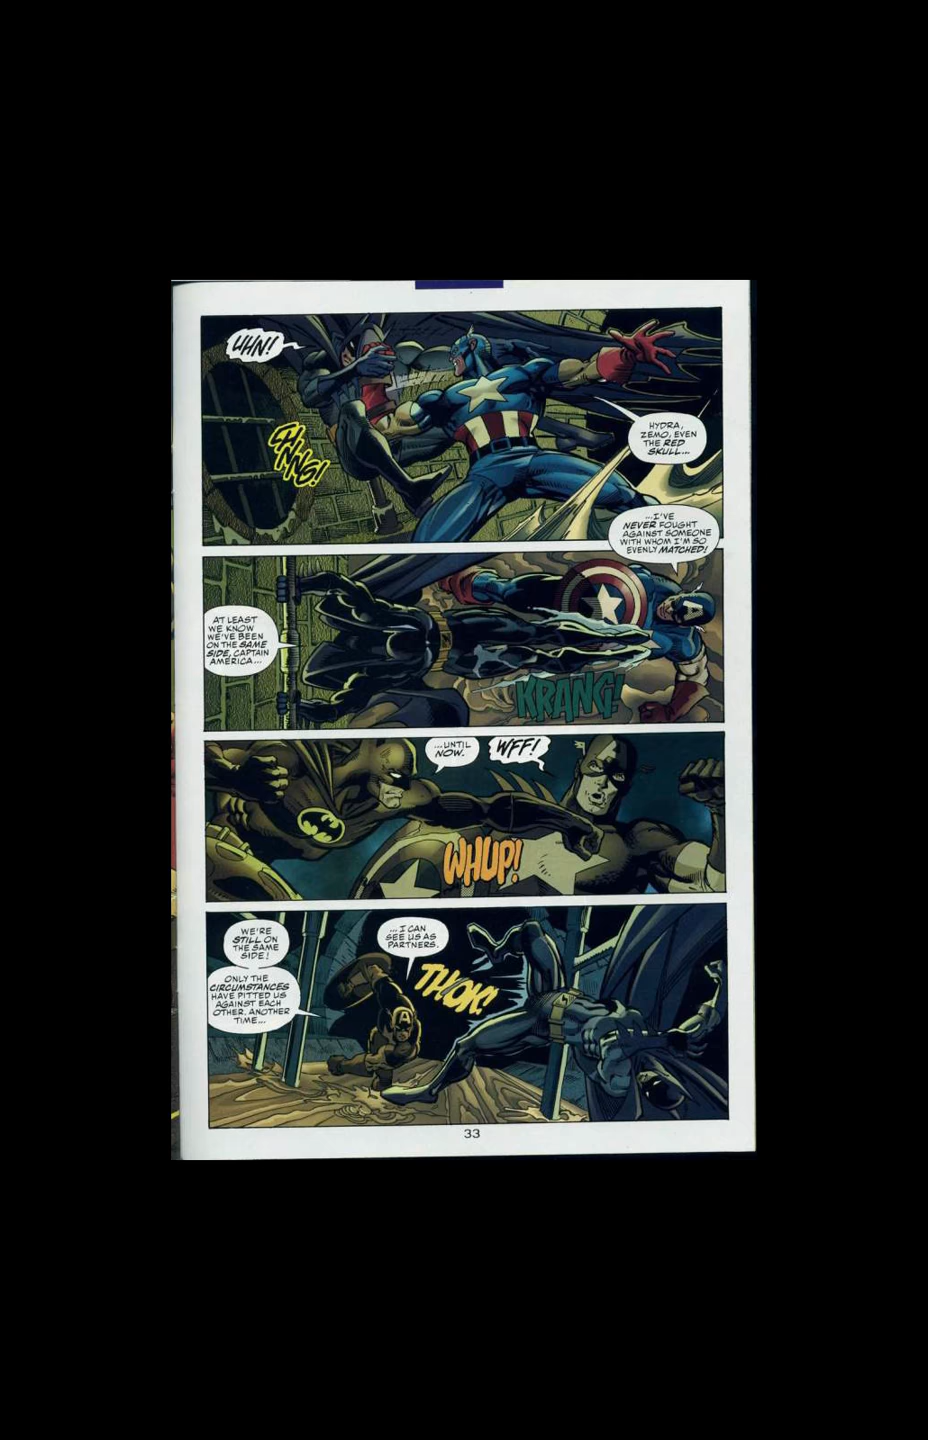 UHN!
CHNNNG!
HYDRA,
ZEMO, EVEN
THE RED
SKULL...
...I'VE
NEVER FOUGHT
AGAINST SOMEONE
WITH WHOM I'M SO
EVENLY MATCHED!
AT LEAST
WE KNOW
WE'VE BEEN
ON THE SAME
SIDE, CAPTAIN
AMERICA...
KRANG!
...UNTIL
NOW.
WFF!
WHUP!
WE'RE
STILL ON
THE SAME
SIDE!
ONLY THE
CIRCUMSTANCES
HAVE PITTED US
AGAINST EACH
OTHER. ANOTHER
TIME...
...I CAN
SEE US AS
PARTNERS.
THOK!
33